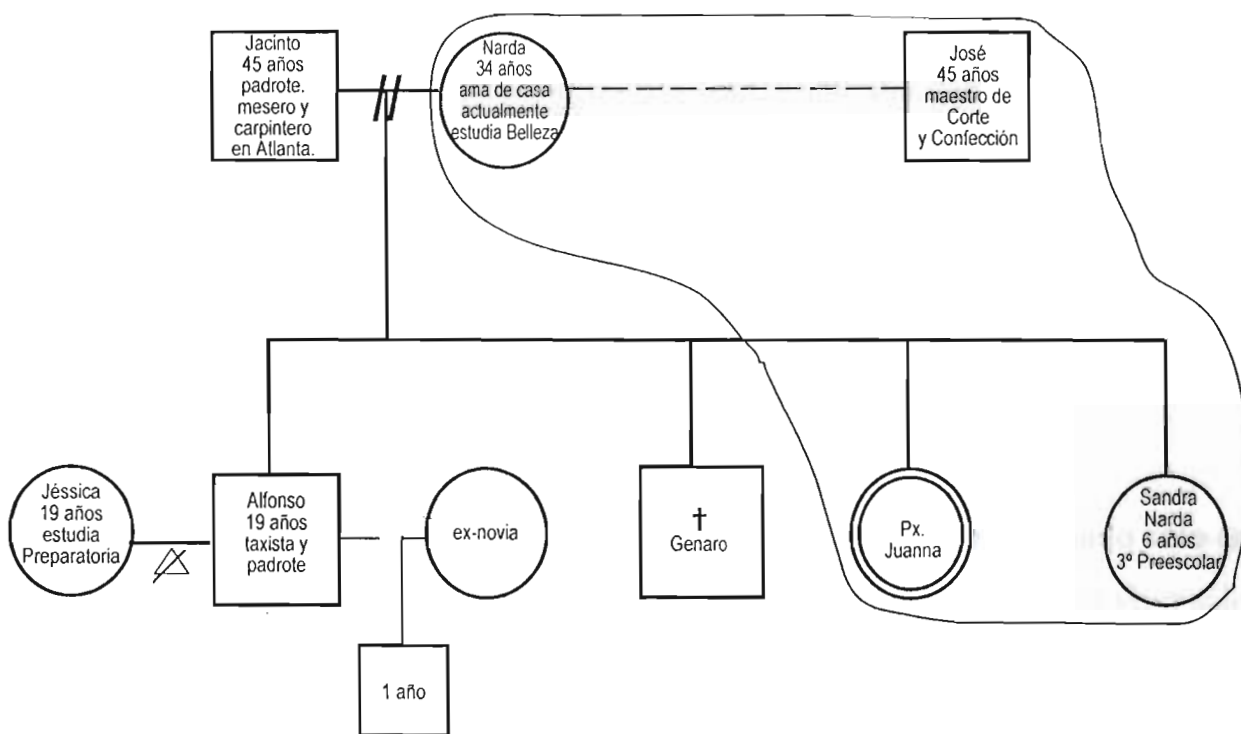 Jacinto
45 años
padrote.
mesero y
carpintero
en Atlanta.
Narda
34 años
ama de casa
actualmente
estudia Belleza
José
45 años
maestro de
Corte
y Confección
Jéssica
19 años
estudia
Preparatoria
Alfonso
19 años
taxista y
padrote
ex-novia
†
Genaro
Px.
Juanna
Sandra
Narda
6 años
3º Preescolar
1 año